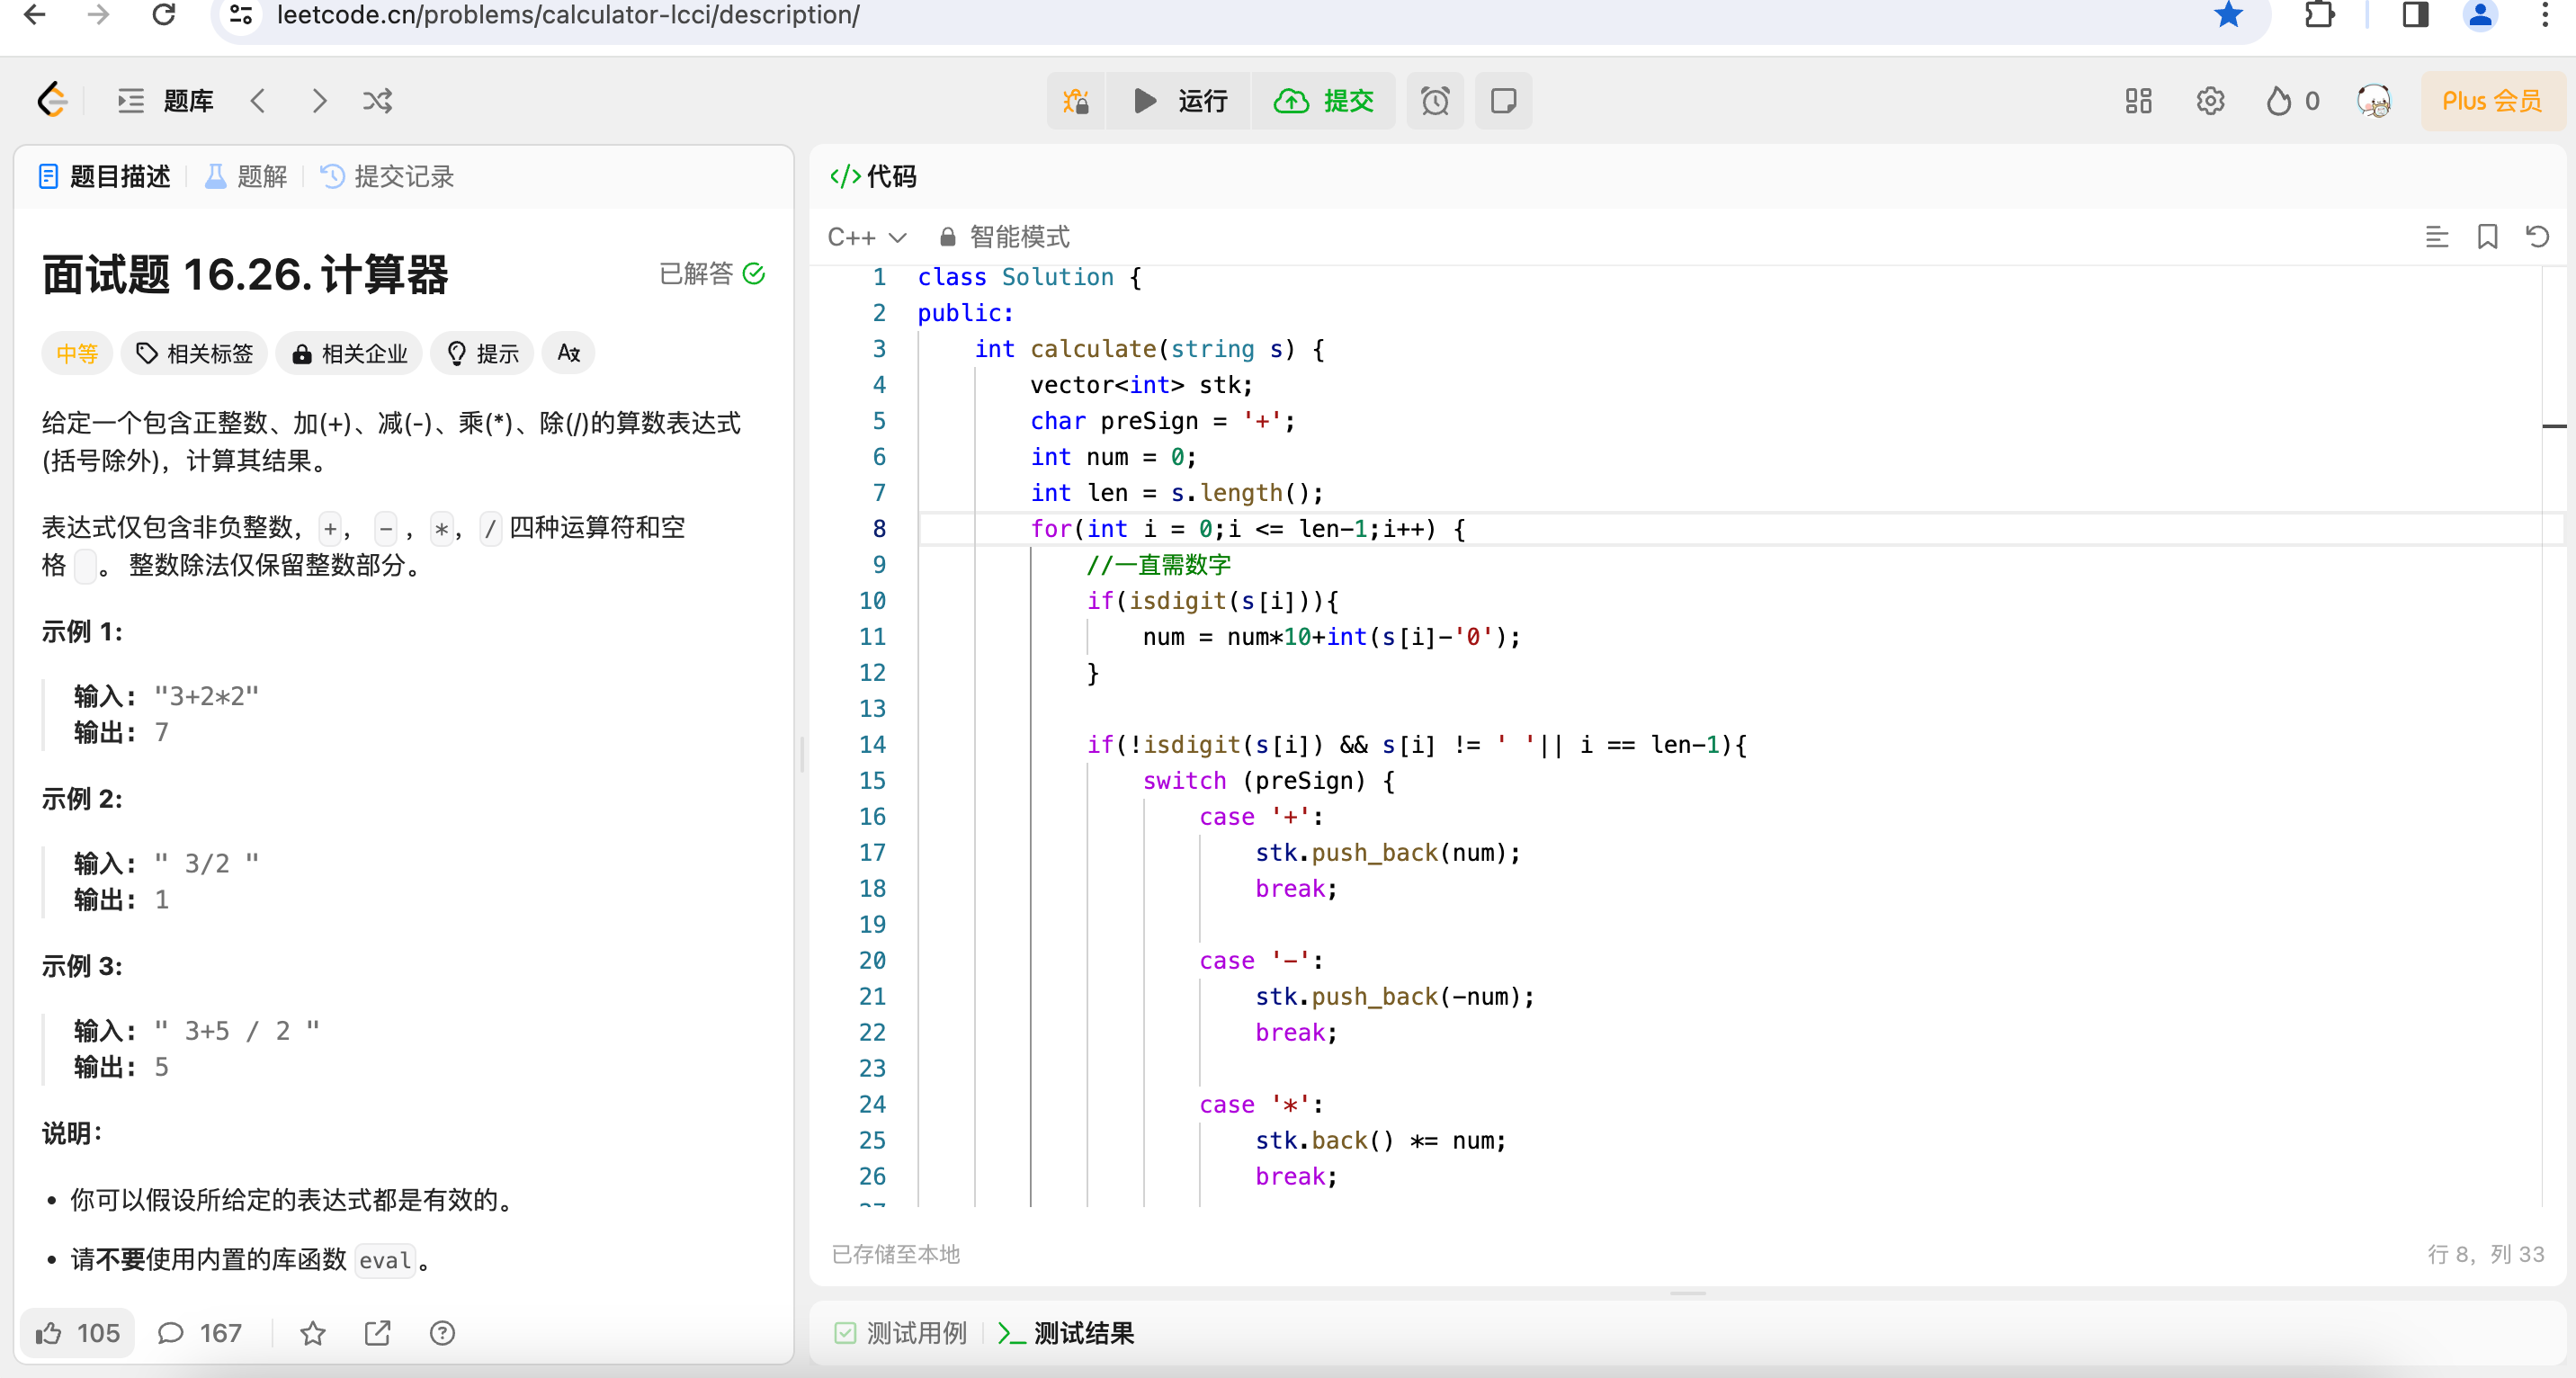 leetcode.cn/problems/calculator-lcci/description/
题库
运行
提交
0
Plus 会员
题目描述
题解
提交记录
面试题 16.26. 计算器
已解答
中等
相关标签
相关企业
提示
给定一个包含正整数、加(+)、减(-)、乘(*)、除(/)的算数表达式
(括号除外)，计算其结果。
表达式仅包含非负整数，+， - ，*，/ 四种运算符和空
格 。 整数除法仅保留整数部分。
示例 1:
输入: "3+2*2"
输出: 7
示例 2:
输入: " 3/2 "
输出: 1
示例 3:
输入: " 3+5 / 2 "
输出: 5
说明：
• 你可以假设所给定的表达式都是有效的。
• 请不要使用内置的库函数 eval。
105
167
</>代码
C++
智能模式
1 class Solution {
2 public:
3 int calculate(string s) {
4 vector<int> stk;
5 char preSign = '+';
6 int num = 0;
7 int len = s.length();
8 for(int i = 0;i <= len-1;i++) {
9 //一直需数字
10 if(isdigit(s[i])){
11 num = num*10+int(s[i]-'0');
12 }
13
14 if(!isdigit(s[i]) && s[i] != ' '|| i == len-1){
15 switch (preSign) {
16 case '+':
17 stk.push_back(num);
18 break;
19
20 case '-':
21 stk.push_back(-num);
22 break;
23
24 case '*':
25 stk.back() *= num;
26 break;
已存储至本地
行 8，列 33
测试用例
测试结果